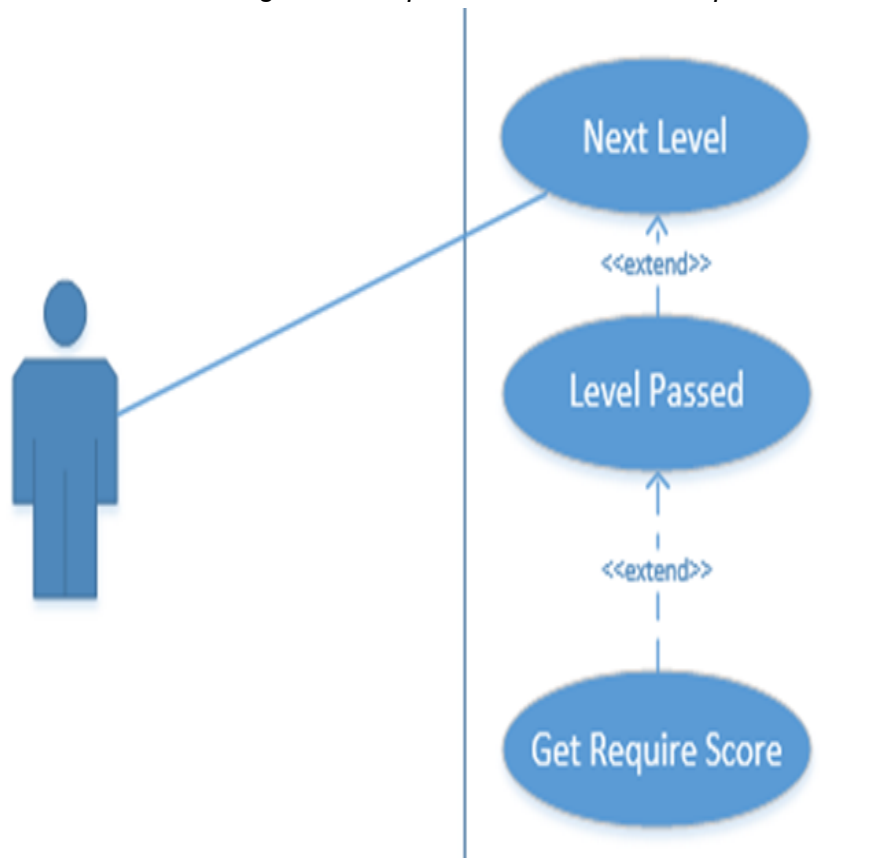 Next Level
<<extend>>
Level Passed
<<extend>>
Get Require Score